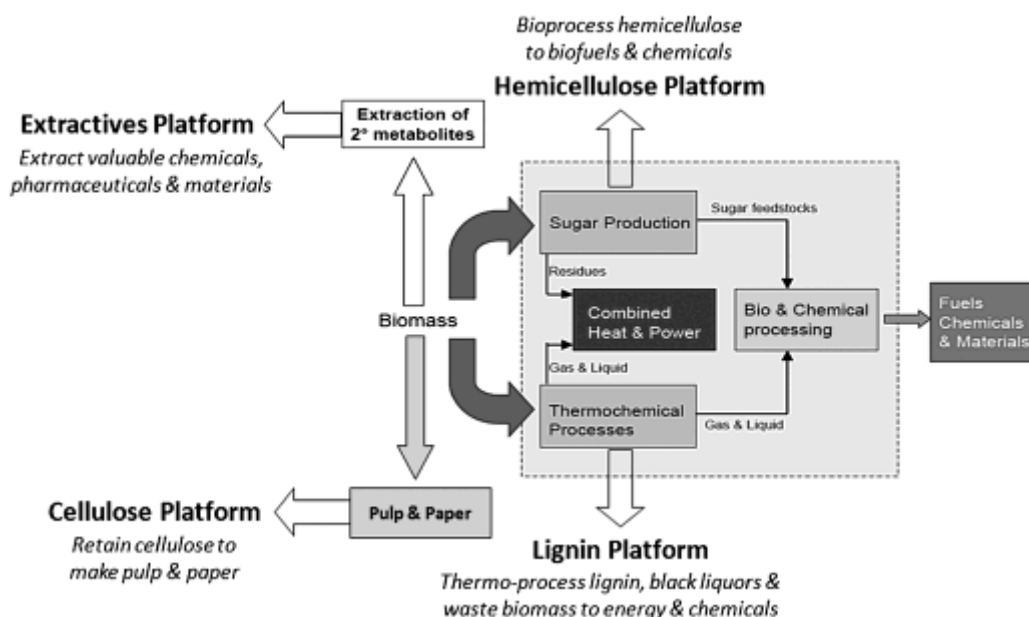 Bioprocess hemicellulose
to biofuels & chemicals
Hemicellulose Platform
Extraction of
2° metabolites
Extractives Platform
Extract valuable chemicals,
pharmaceuticals & materials
Sugar Production
Sugar feedstocks
Residues
Biomass
Combined
Heat & Power
Bio & Chemical
processing
Fuels
Chemicals
& Materials
Gas & Liquid
Thermochemical
Processes
Gas & Liquid
Cellulose Platform
Retain cellulose to
make pulp & paper
Pulp & Paper
Lignin Platform
Thermo-process lignin, black liquors &
waste biomass to energy & chemicals